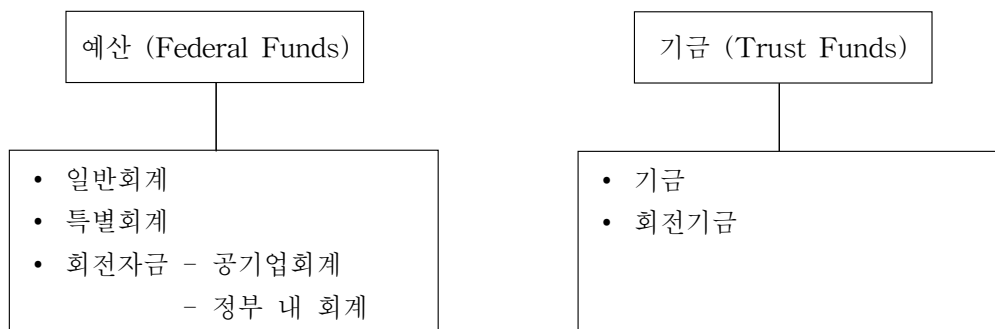 예산 (Federal Funds)
• 일반회계
• 특별회계
• 회전자금 - 공기업회계
- 정부 내 회계
기금 (Trust Funds)
• 기금
• 회전기금